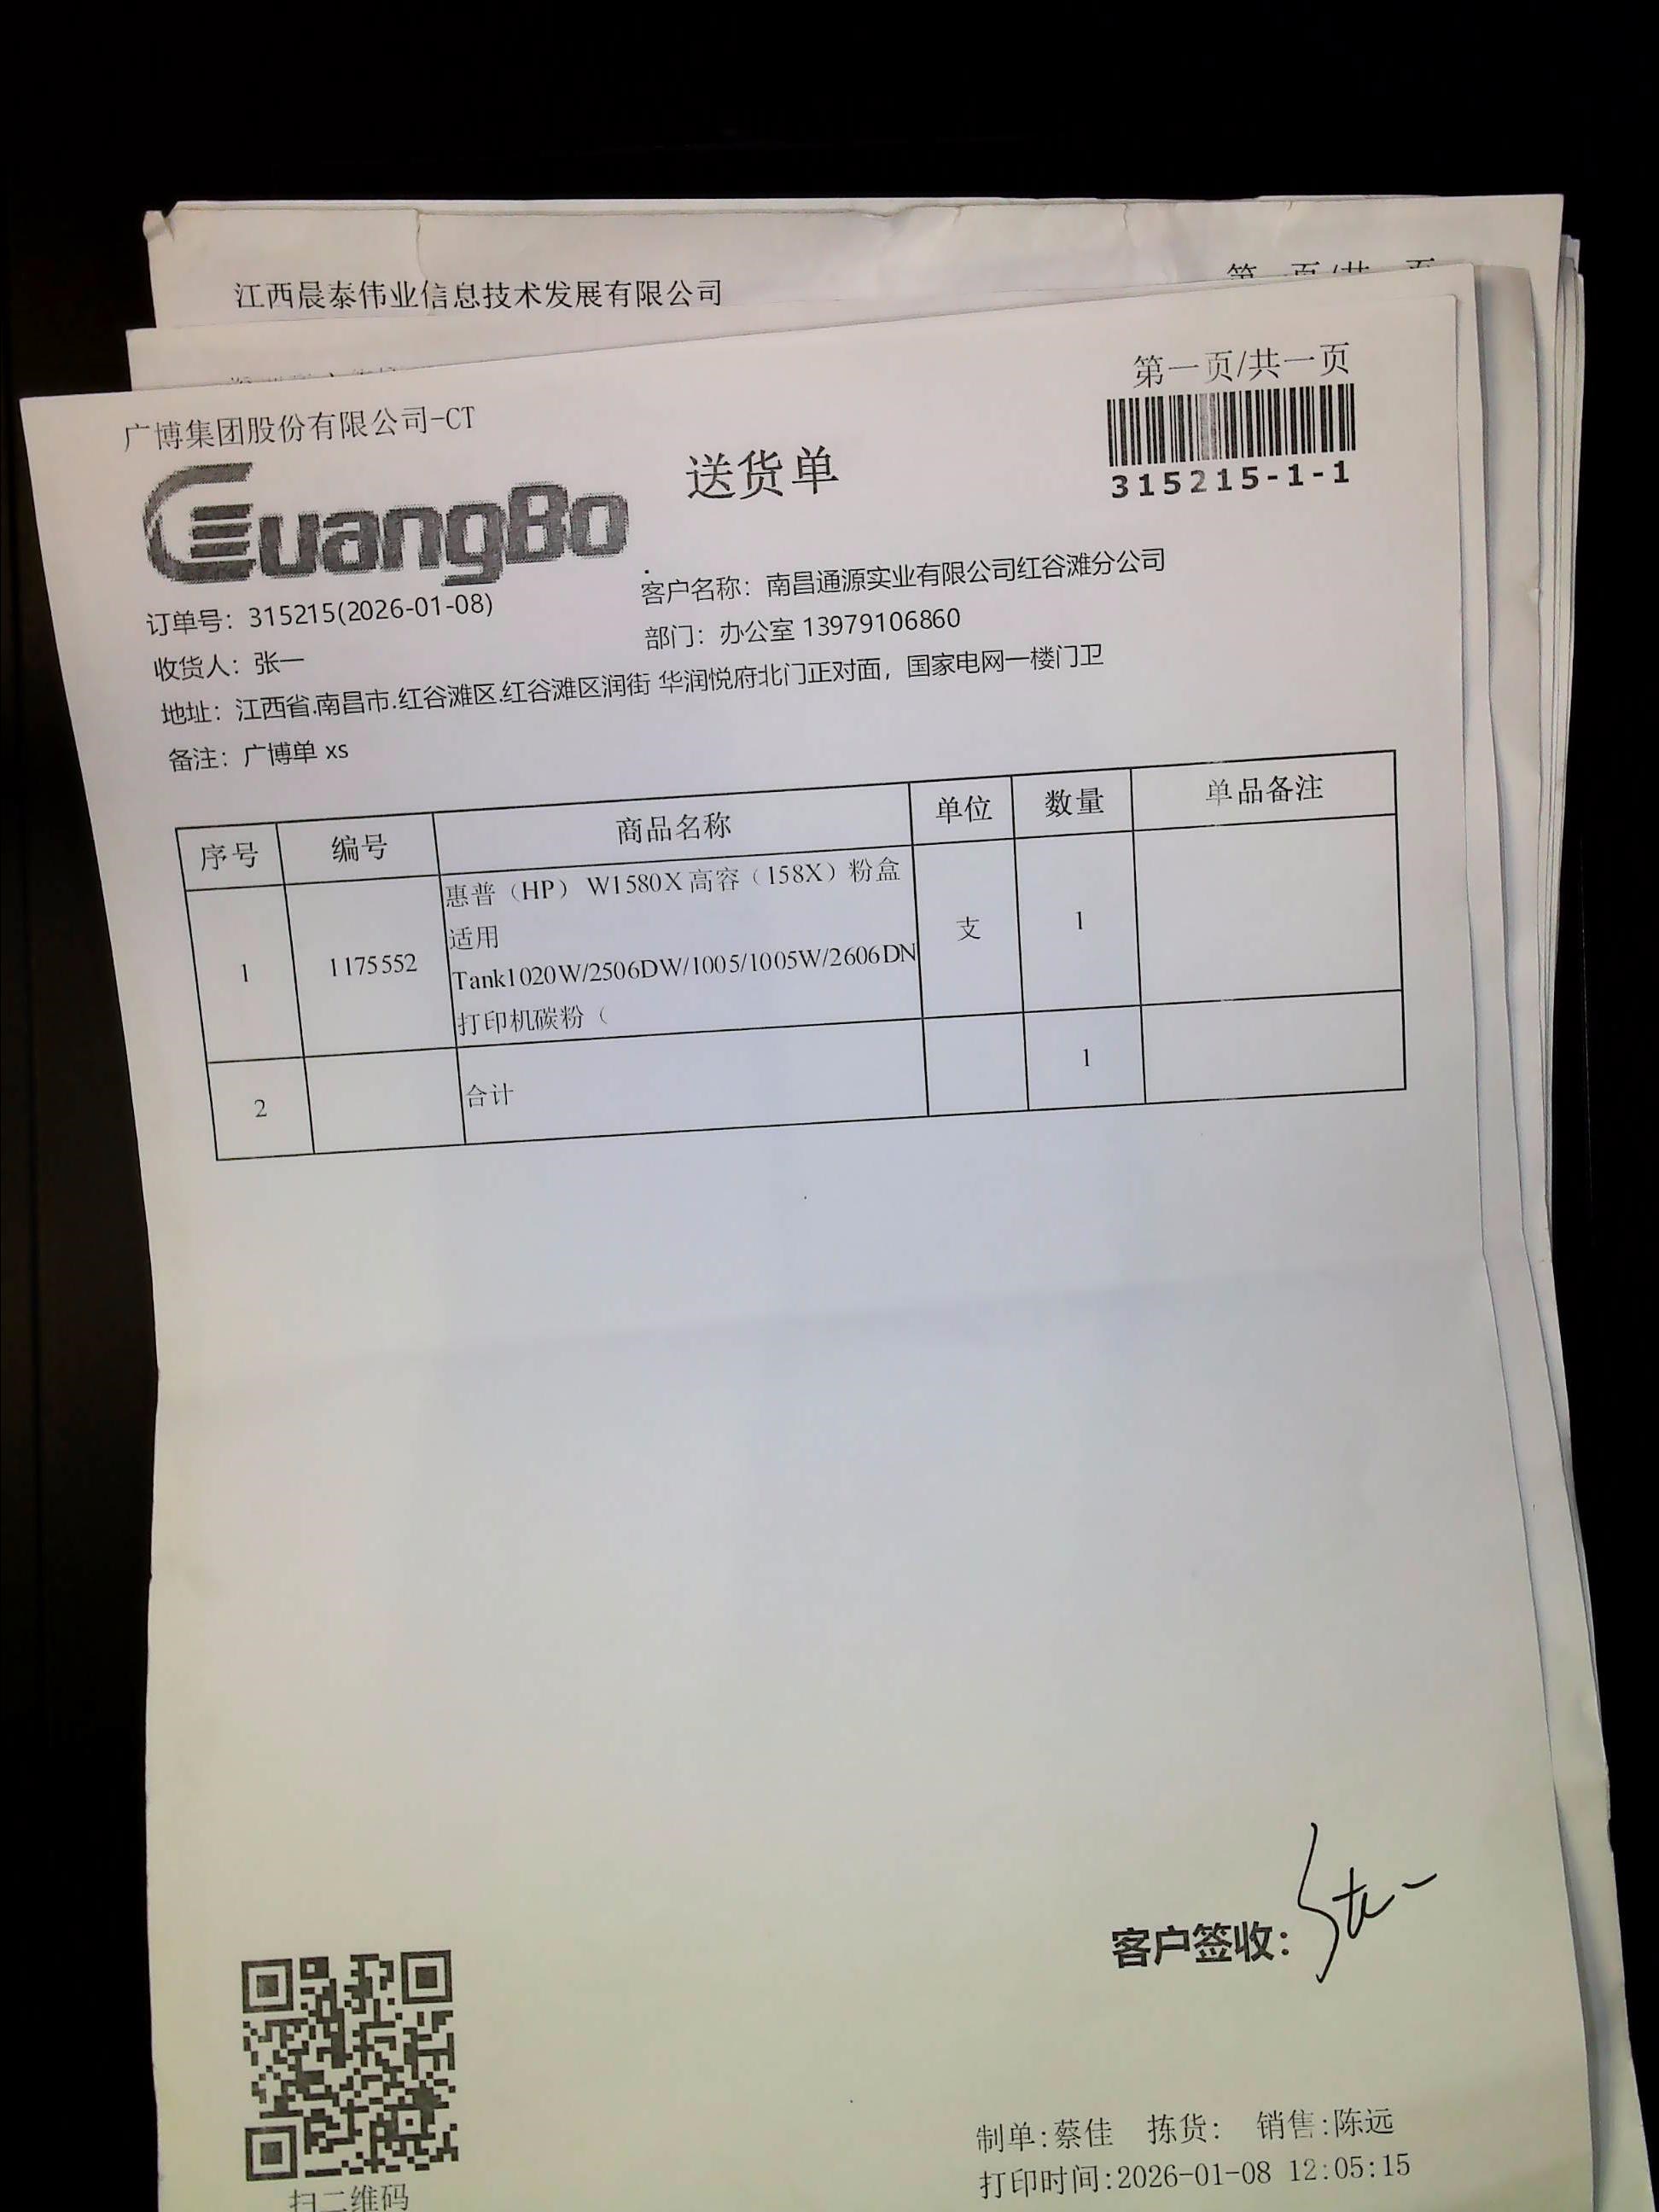 江西晨泰伟业信息技术发展有限公司
第一页/共一页
广博集团股份有限公司-CT
GuangBo
送货单
315215-1-1
订单号：315215(2026-01-08)
客户名称：南昌通源实业有限公司红谷滩分公司
收货人：张一
部门：办公室 13979106860
地址：江西省.南昌市.红谷滩区.红谷滩区润街 华润悦府北门正对面，国家电网一楼门卫
备注：广博单 xs
序号 编号 商品名称 单位 数量 单品备注
1 1175552 惠普（HP） W1580X 高容（158X）粉盒 支 1
适用
Tank1020W/2506DW/1005/1005W/2606DN
打印机碳粉（
2 合计 1
客户签收：
制单:蔡佳 拣货: 销售:陈远
打印时间:2026-01-08 12:05:15
扫二维码